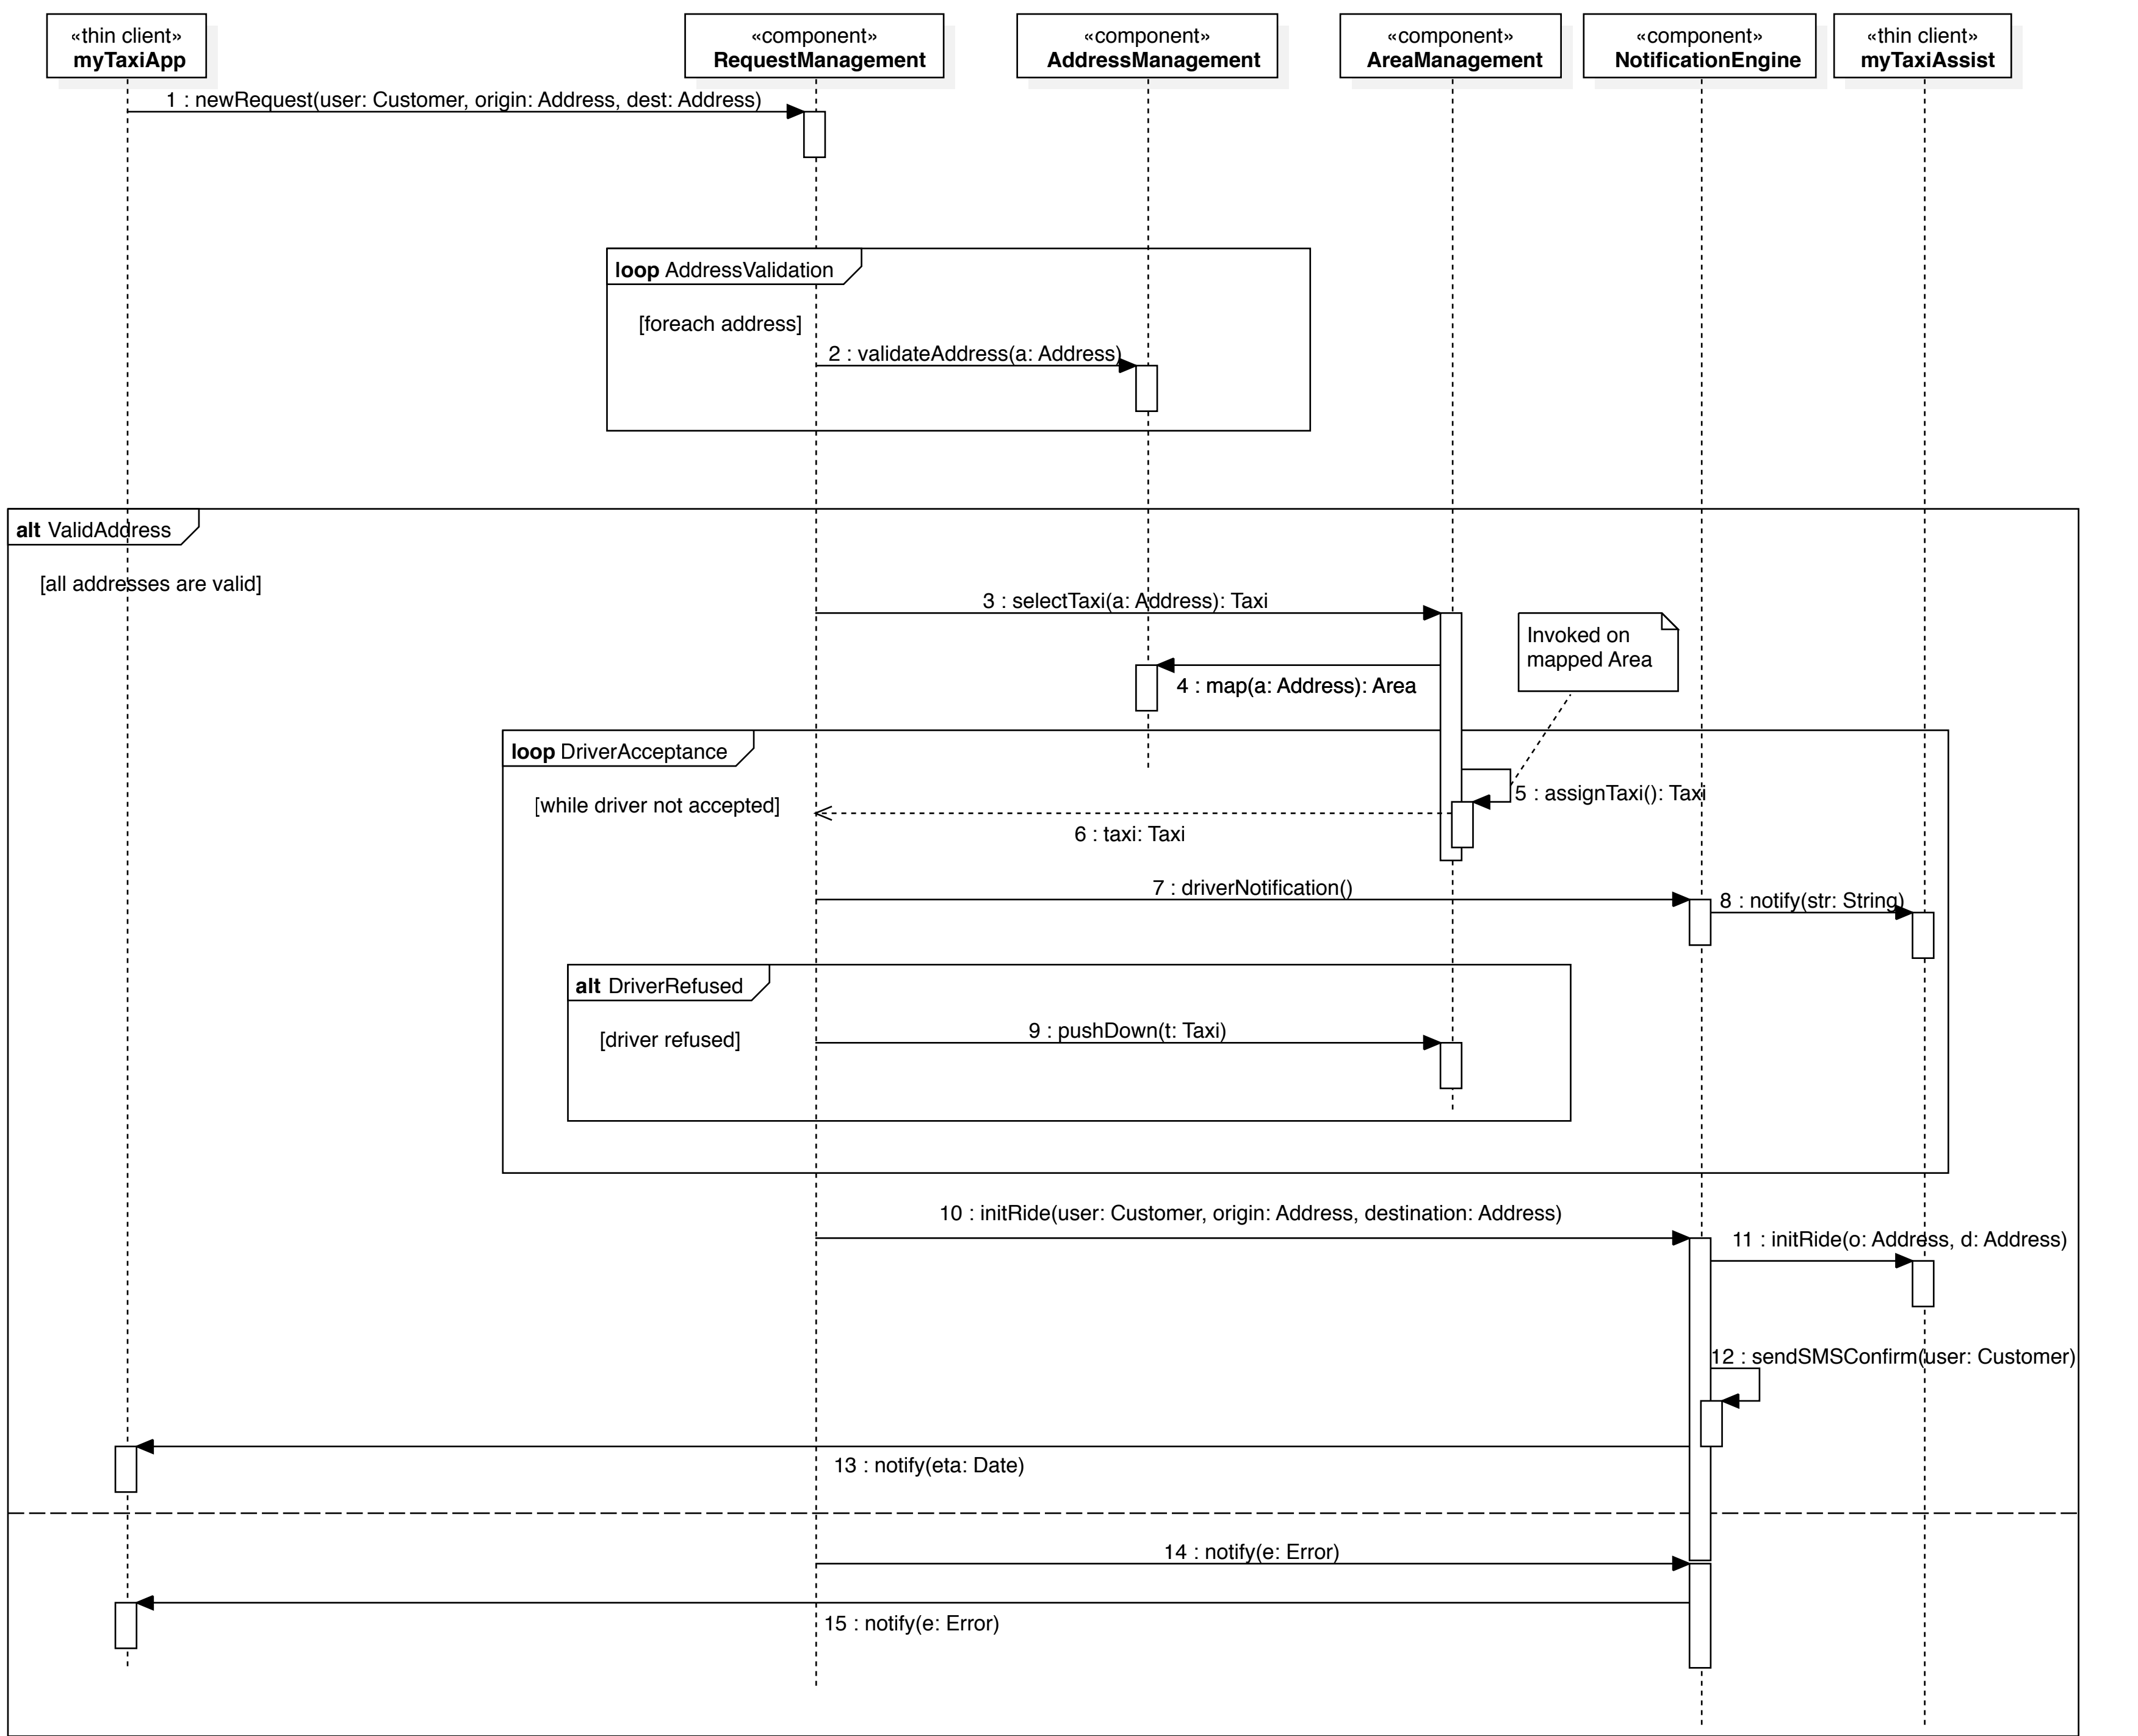 «thin client»
myTaxiApp
«component»
RequestManagement
«component»
AddressManagement
«component»
AreaManagement
«component»
NotificationEngine
«thin client»
myTaxiAssist
1 : newRequest(user: Customer, origin: Address, dest: Address)
loop AddressValidation
[foreach address]
2 : validateAddress(a: Address)
alt ValidAddress
[all addresses are valid]
3 : selectTaxi(a: Address): Taxi
Invoked on
mapped Area
4 : map(a: Address): Area
loop DriverAcceptance
[while driver not accepted]
5 : assignTaxi(): Taxi
6 : taxi: Taxi
7 : driverNotification()
8 : notify(str: String)
alt DriverRefused
[driver refused]
9 : pushDown(t: Taxi)
10 : initRide(user: Customer, origin: Address, destination: Address)
11 : initRide(o: Address, d: Address)
12 : sendSMSConfirm(user: Customer)
13 : notify(eta: Date)
14 : notify(e: Error)
15 : notify(e: Error)